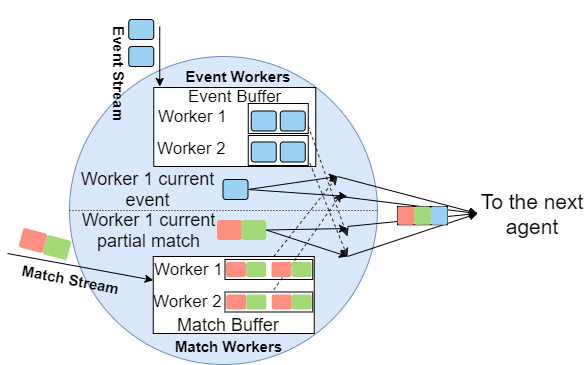 Event Stream
Event Workers
Event Buffer
Worker 1
Worker 2
Worker 1 current
event
Worker 1 current
partial match
To the next
agent
Match Stream
Worker 1
Worker 2
Match Buffer
Match Workers